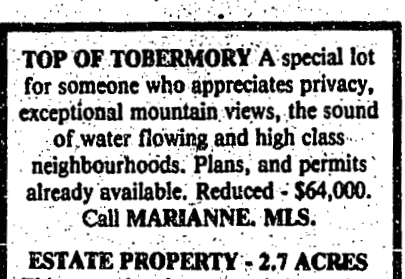 TOP OF TOBERMORY A special lot
for someone who appreciates privacy,
exceptional mountain views, the sound
of water flowing and high class
neighbourhoods. Plans, and permits
already available. Reduced - $64,000.
Call MARIANNE. MLS.
ESTATE PROPERTY - 2.7 ACRES